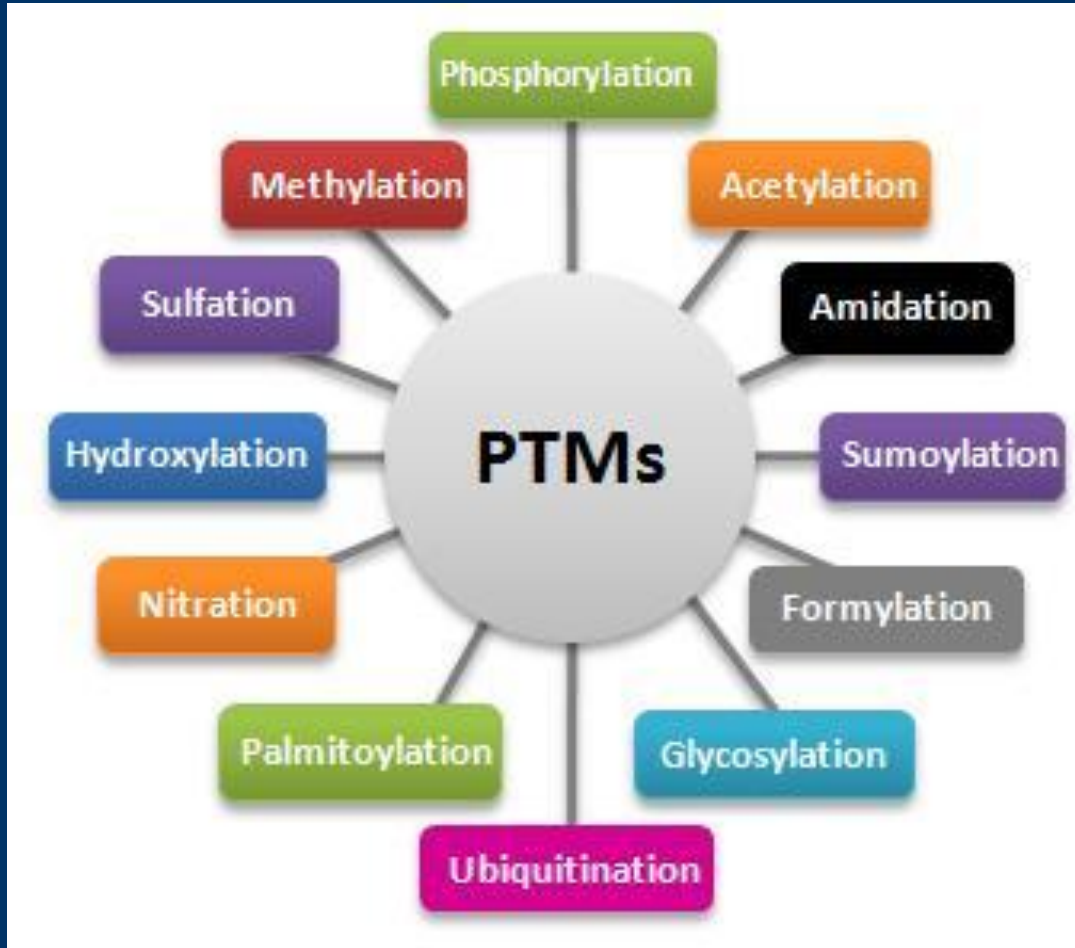 Phosphorylation
Methylation
Acetylation
Sulfation
Amidation
Hydroxylation
PTMs
Sumoylation
Nitration
Formylation
Palmitoylation
Glycosylation
Ubiquitination